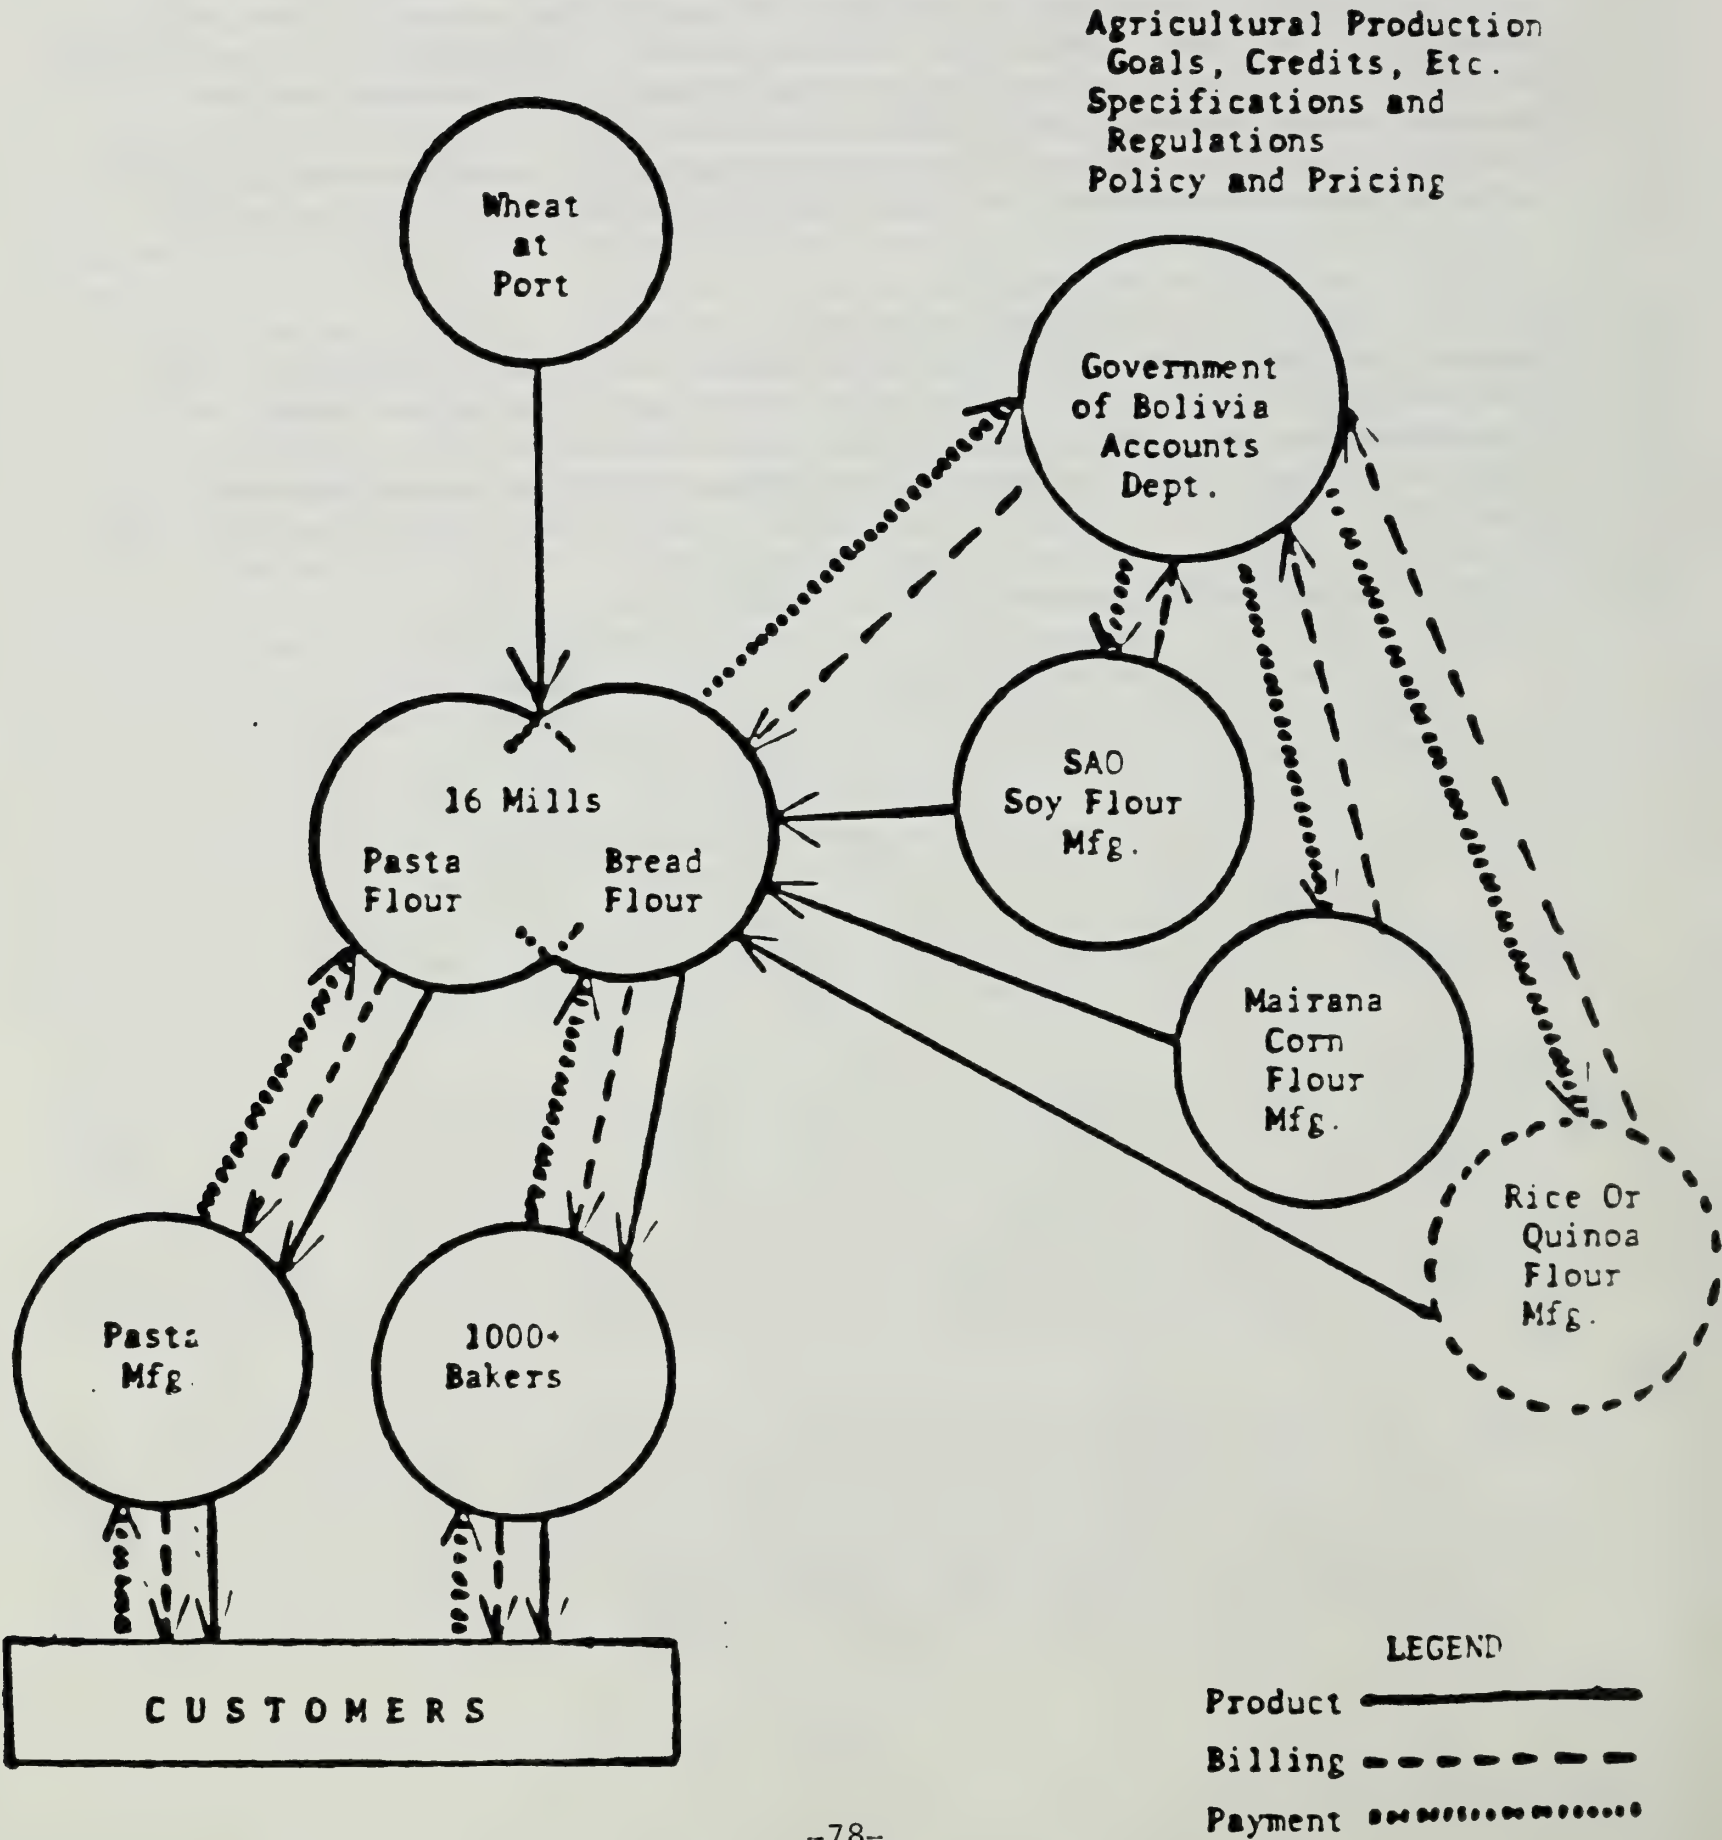 Agricultural Production
Goals, Credits, Etc.
Specifications and
Regulations
Policy and Pricing
Wheat
at
Port
Government
of Bolivia
Accounts
Dept.
16 Mills
Pasta
Flour
Bread
Flour
SAO
Soy Flour
Mfg.
Mairana
Corn
Flour
Mfg.
Rice Or
Quinoa
Flour
Mfg.
Pasta
Mfg.
1000+
Bakers
CUSTOMERS
LEGEND
Product
Billing
Payment
-78-